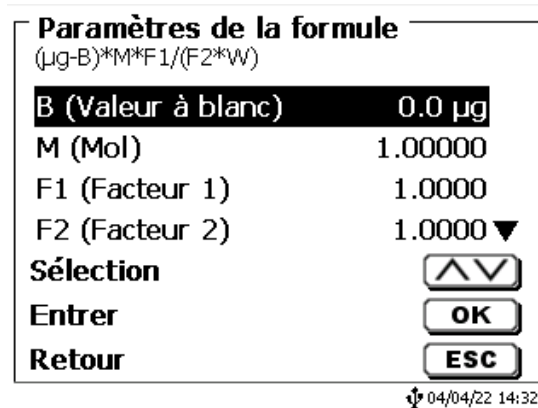 Paramètres de la formule
(µg-B)*M*F1/(F2*W)
B (Valeur à blanc) 0.0 µg
M (Mol) 1.00000
F1 (Facteur 1) 1.0000
F2 (Facteur 2) 1.0000
Sélection
Entrer OK
Retour ESC
04/04/22 14:32